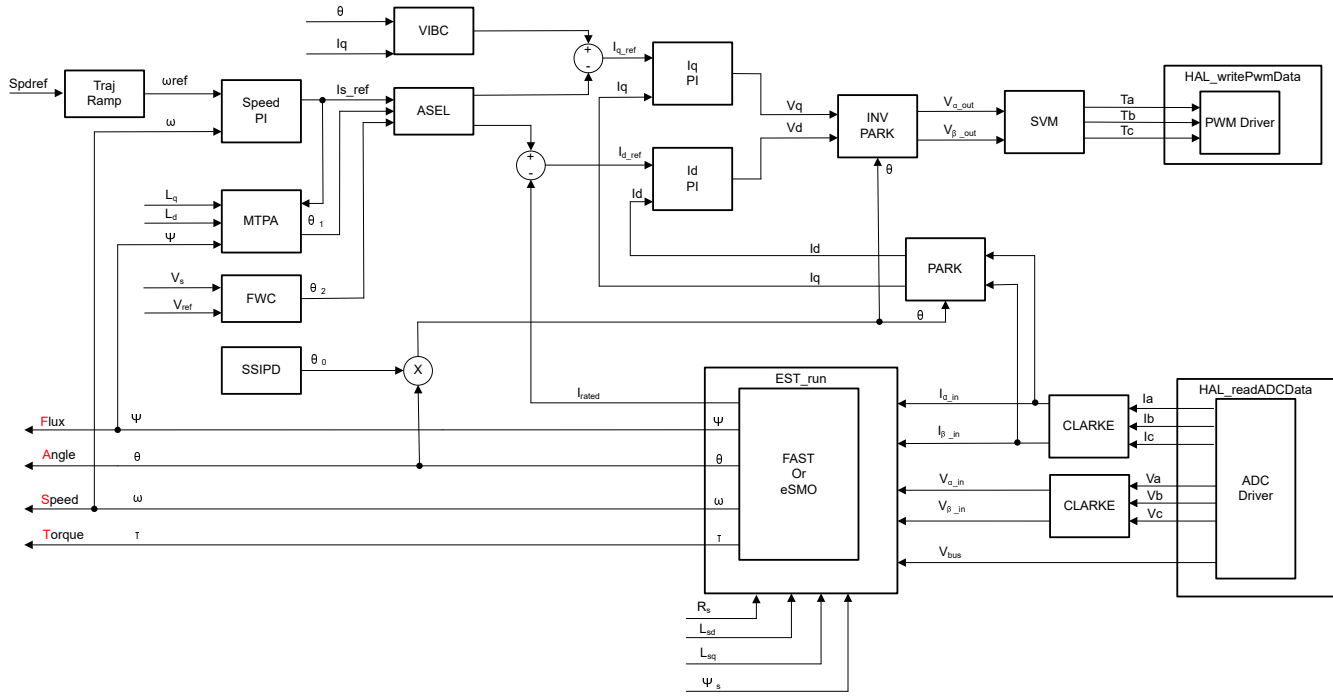 θ
VIBC
Iq
+
-
Iq_ref
Iq
PI
Iq
Spdref
Traj
Ramp
ωref
Speed
PI
ω
Is_ref
ASEL
HAL_writePwmData
PWM Driver
Ta
Tb
Tc
SVM
Vα_out
Vβ_out
INV
PARK
Vq
Vd
θ
+
-
Id_ref
Id
PI
Id
Lq
Ld
Ψ
MTPA
θ1
Vs
Vref
FWC
θ2
Id
Iq
PARK
θ
SSIPD
θ0
X
Irated
EST_run
FAST
Or
eSMO
Ψ
θ
ω
τ
Iα_in
Iβ_in
Vα_in
Vβ_in
Vbus
CLARKE
CLARKE
HAL_readADCData
ADC
Driver
Ia
Ib
Ic
Va
Vb
Vc
Flux Ψ
Angle θ
Speed ω
Torque τ
Rs
Lsd
Lsq
Ψs